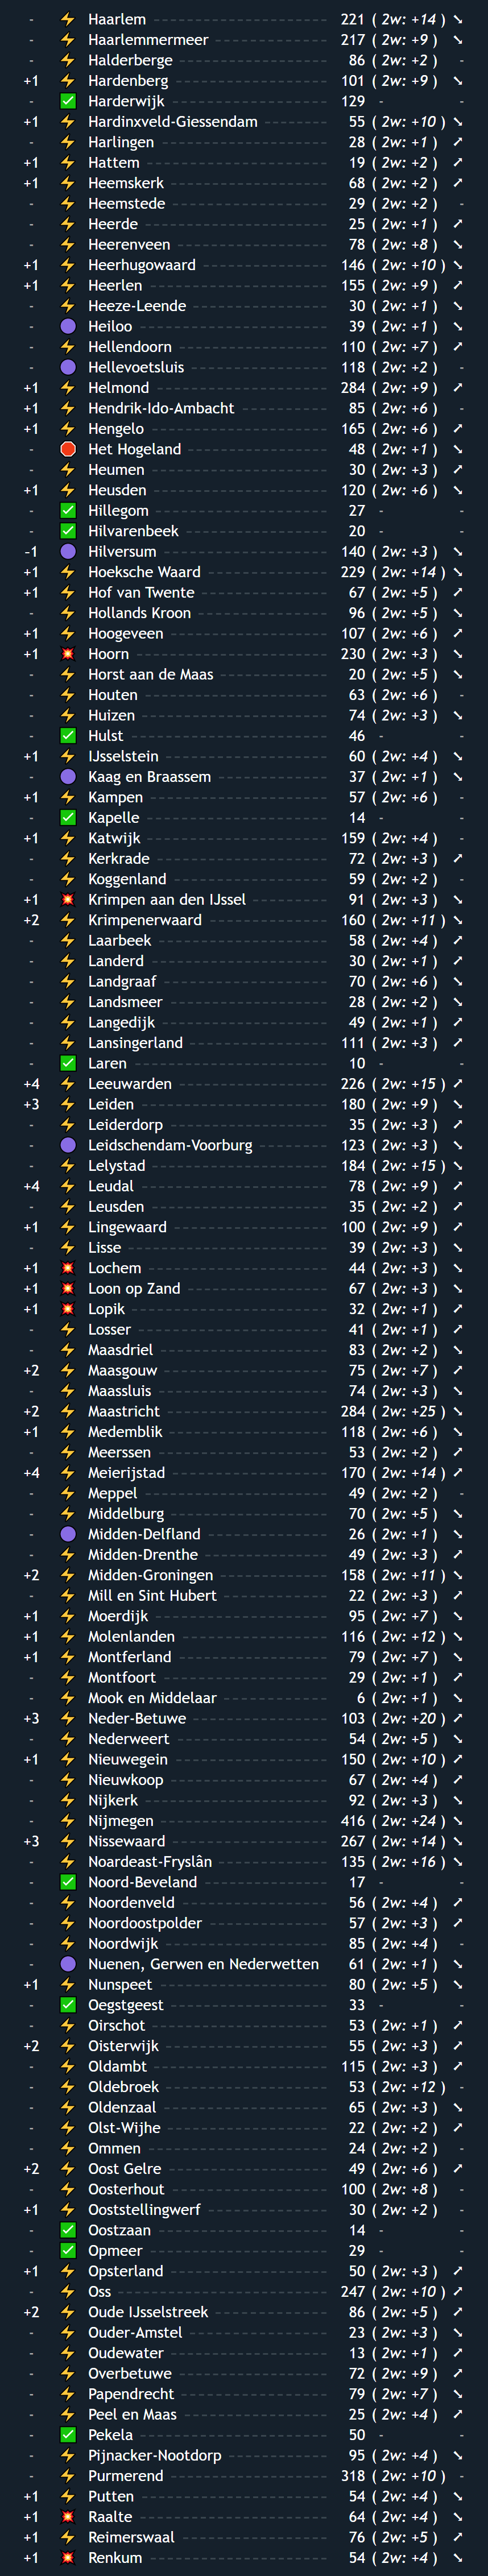 - ⚡ Haarlem 221 ( 2w: +14 ) ➘
- ⚡ Haarlemmermeer 217 ( 2w: +9 ) ➘
- ⚡ Halderberge 86 ( 2w: +2 ) -
+1 ⚡ Hardenberg 101 ( 2w: +9 ) ➘
- ✅ Harderwijk 129 - -
+1 ⚡ Hardinxveld-Giessendam 55 ( 2w: +10 ) ➘
- ⚡ Harlingen 28 ( 2w: +1 ) ➚
+1 ⚡ Hattem 19 ( 2w: +2 ) ➚
+1 ⚡ Heemskerk 68 ( 2w: +2 ) ➚
- ⚡ Heemstede 29 ( 2w: +2 ) -
- ⚡ Heerde 25 ( 2w: +1 ) ➚
- ⚡ Heerenveen 78 ( 2w: +8 ) ➘
+1 ⚡ Heerhugowaard 146 ( 2w: +10 ) ➘
+1 ⚡ Heerlen 155 ( 2w: +9 ) ➚
- ⚡ Heeze-Leende 30 ( 2w: +1 ) ➘
- 🟣 Heiloo 39 ( 2w: +1 ) ➘
- ⚡ Hellendoorn 110 ( 2w: +7 ) ➚
- 🟣 Hellevoetsluis 118 ( 2w: +2 ) -
+1 ⚡ Helmond 284 ( 2w: +9 ) ➚
+1 ⚡ Hendrik-Ido-Ambacht 85 ( 2w: +6 ) -
+1 ⚡ Hengelo 165 ( 2w: +6 ) ➚
- 🛑 Het Hogeland 48 ( 2w: +1 ) ➘
- ⚡ Heumen 30 ( 2w: +3 ) ➚
+1 ⚡ Heusden 120 ( 2w: +6 ) ➘
- ✅ Hillegom 27 - -
- ✅ Hilvarenbeek 20 - -
-1 🟣 Hilversum 140 ( 2w: +3 ) ➘
+1 ⚡ Hoeksche Waard 229 ( 2w: +14 ) ➘
+1 ⚡ Hof van Twente 67 ( 2w: +5 ) ➚
- ⚡ Hollands Kroon 96 ( 2w: +5 ) ➘
+1 ⚡ Hoogeveen 107 ( 2w: +6 ) ➚
+1 💥 Hoorn 230 ( 2w: +3 ) ➘
- ⚡ Horst aan de Maas 20 ( 2w: +5 ) ➘
- ⚡ Houten 63 ( 2w: +6 ) -
- ⚡ Huizen 74 ( 2w: +3 ) ➘
- ✅ Hulst 46 - -
+1 ⚡ IJsselstein 60 ( 2w: +4 ) ➘
- 🟣 Kaag en Braassem 37 ( 2w: +1 ) ➘
+1 ⚡ Kampen 57 ( 2w: +6 ) -
- ✅ Kapelle 14 - -
+1 ⚡ Katwijk 159 ( 2w: +4 ) -
- ⚡ Kerkrade 72 ( 2w: +3 ) ➚
- ⚡ Koggenland 59 ( 2w: +2 ) -
+1 💥 Krimpen aan den IJssel 91 ( 2w: +3 ) ➘
+2 ⚡ Krimpenerwaard 160 ( 2w: +11 ) ➘
- ⚡ Laarbeek 58 ( 2w: +4 ) ➚
- ⚡ Landerd 30 ( 2w: +1 ) ➚
- ⚡ Landgraaf 70 ( 2w: +6 ) ➘
- ⚡ Landsmeer 28 ( 2w: +2 ) ➘
- ⚡ Langedijk 49 ( 2w: +1 ) ➚
- ⚡ Lansingerland 111 ( 2w: +3 ) ➚
- ✅ Laren 10 - -
+4 ⚡ Leeuwarden 226 ( 2w: +15 ) ➚
+3 ⚡ Leiden 180 ( 2w: +9 ) ➘
- ⚡ Leiderdorp 35 ( 2w: +3 ) ➚
- 🟣 Leidschendam-Voorburg 123 ( 2w: +3 ) ➘
- ⚡ Lelystad 184 ( 2w: +15 ) ➘
+4 ⚡ Leudal 78 ( 2w: +9 ) ➚
- ⚡ Leusden 35 ( 2w: +2 ) ➚
+1 ⚡ Lingewaard 100 ( 2w: +9 ) ➚
- ⚡ Lisse 39 ( 2w: +3 ) ➘
+1 💥 Lochem 44 ( 2w: +3 ) ➘
+1 💥 Loon op Zand 67 ( 2w: +3 ) ➘
+1 💥 Lopik 32 ( 2w: +1 ) ➚
- ⚡ Losser 41 ( 2w: +1 ) ➚
- ⚡ Maasdriel 83 ( 2w: +2 ) ➘
+2 ⚡ Maasgouw 75 ( 2w: +7 ) ➚
- ⚡ Maassluis 74 ( 2w: +3 ) ➘
+2 ⚡ Maastricht 284 ( 2w: +25 ) ➘
+1 ⚡ Medemblik 118 ( 2w: +6 ) ➘
- ⚡ Meerssen 53 ( 2w: +2 ) ➚
+4 ⚡ Meierijstad 170 ( 2w: +14 ) ➚
- ⚡ Meppel 49 ( 2w: +2 ) -
- ⚡ Middelburg 70 ( 2w: +5 ) ➘
- 🟣 Midden-Delfland 26 ( 2w: +1 ) ➘
- ⚡ Midden-Drenthe 49 ( 2w: +3 ) ➚
+2 ⚡ Midden-Groningen 158 ( 2w: +11 ) ➘
- ⚡ Mill en Sint Hubert 22 ( 2w: +3 ) ➚
+1 ⚡ Moerdijk 95 ( 2w: +7 ) ➘
+1 ⚡ Molenlanden 116 ( 2w: +12 ) ➘
+1 ⚡ Montferland 79 ( 2w: +7 ) ➘
- ⚡ Montfoort 29 ( 2w: +1 ) ➚
- ⚡ Mook en Middelaar 6 ( 2w: +1 ) ➘
+3 ⚡ Neder-Betuwe 103 ( 2w: +20 ) ➚
- ⚡ Nederweert 54 ( 2w: +5 ) ➘
+1 ⚡ Nieuwegein 150 ( 2w: +10 ) ➚
- ⚡ Nieuwkoop 67 ( 2w: +4 ) ➚
- ⚡ Nijkerk 92 ( 2w: +3 ) ➘
- ⚡ Nijmegen 416 ( 2w: +24 ) ➘
+3 ⚡ Nissewaard 267 ( 2w: +14 ) ➘
- ⚡ Noardeast-Fryslân 135 ( 2w: +16 ) ➘
- ✅ Noord-Beveland 17 - -
- ⚡ Noordenveld 56 ( 2w: +4 ) ➚
- ⚡ Noordoostpolder 57 ( 2w: +3 ) ➚
- ⚡ Noordwijk 85 ( 2w: +4 ) -
- 🟣 Nuenen, Gerwen en Nederwetten 61 ( 2w: +1 ) ➘
+1 ⚡ Nunspeet 80 ( 2w: +5 ) ➘
- ✅ Oegstgeest 33 - -
- ⚡ Oirschot 53 ( 2w: +1 ) ➚
+2 ⚡ Oisterwijk 55 ( 2w: +3 ) ➚
- ⚡ Oldambt 115 ( 2w: +3 ) ➚
- ⚡ Oldebroek 53 ( 2w: +12 ) -
- ⚡ Oldenzaal 65 ( 2w: +3 ) ➘
- ⚡ Olst-Wijhe 22 ( 2w: +2 ) ➚
- ⚡ Ommen 24 ( 2w: +2 ) -
+2 ⚡ Oost Gelre 49 ( 2w: +6 ) ➚
- ⚡ Oosterhout 100 ( 2w: +8 ) -
+1 ⚡ Ooststellingwerf 30 ( 2w: +2 ) -
- ✅ Oostzaan 14 - -
- ✅ Opmeer 29 - -
+1 ⚡ Opsterland 50 ( 2w: +3 ) ➚
- ⚡ Oss 247 ( 2w: +10 ) ➚
+2 ⚡ Oude IJsselstreek 86 ( 2w: +5 ) ➚
- ⚡ Ouder-Amstel 23 ( 2w: +3 ) ➘
- ⚡ Oudewater 13 ( 2w: +1 ) ➚
- ⚡ Overbetuwe 72 ( 2w: +9 ) ➚
- ⚡ Papendrecht 79 ( 2w: +7 ) ➘
- ⚡ Peel en Maas 25 ( 2w: +4 ) ➚
- ✅ Pekela 50 - -
- ⚡ Pijnacker-Nootdorp 95 ( 2w: +4 ) ➘
- ⚡ Purmerend 318 ( 2w: +10 ) -
+1 ⚡ Putten 54 ( 2w: +4 ) ➘
+1 💥 Raalte 64 ( 2w: +4 ) ➘
+1 ⚡ Reimerswaal 76 ( 2w: +5 ) ➚
+1 💥 Renkum 54 ( 2w: +4 ) ➘